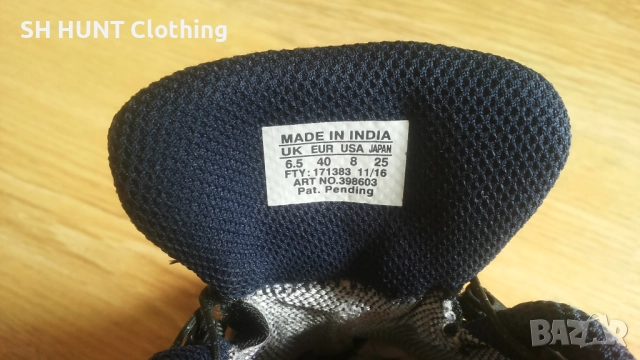 SH HUNT Clothing
MADE IN INDIA
UK EUR USA JAPAN
6.5 40 8 25
FTY: 171383 11/16
ART NO.398603
Pat. Pending
BAZAR